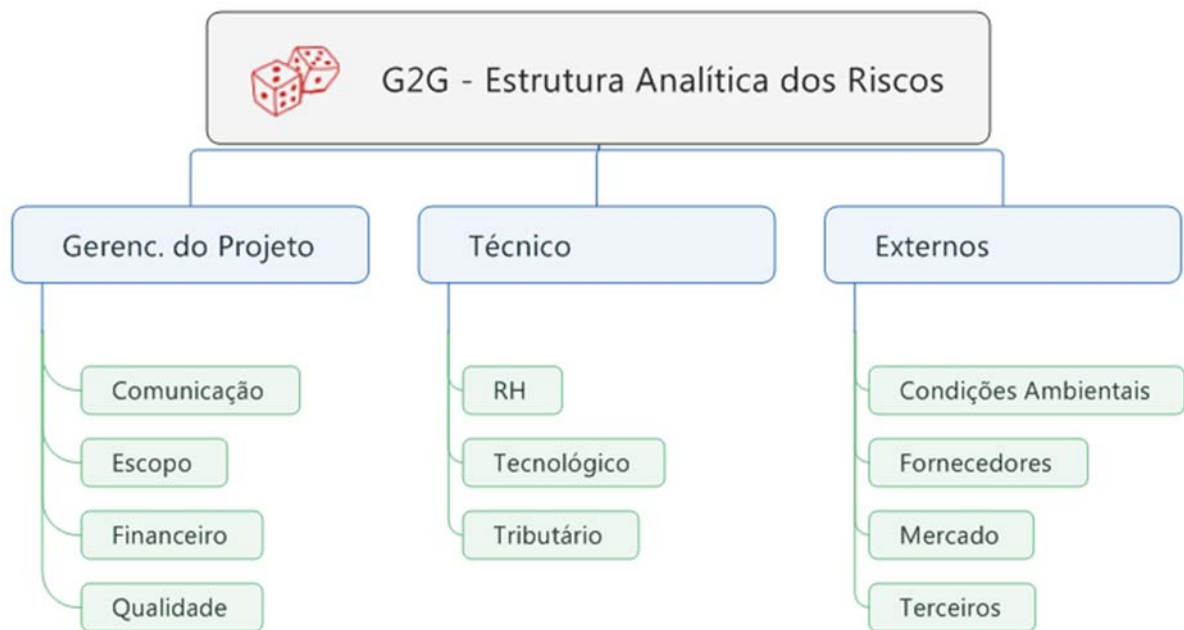 G2G - Estrutura Analítica dos Riscos
Gerenc. do Projeto
Comunicação
Escopo
Financeiro
Qualidade
Técnico
RH
Tecnológico
Tributário
Externos
Condições Ambientais
Fornecedores
Mercado
Terceiros